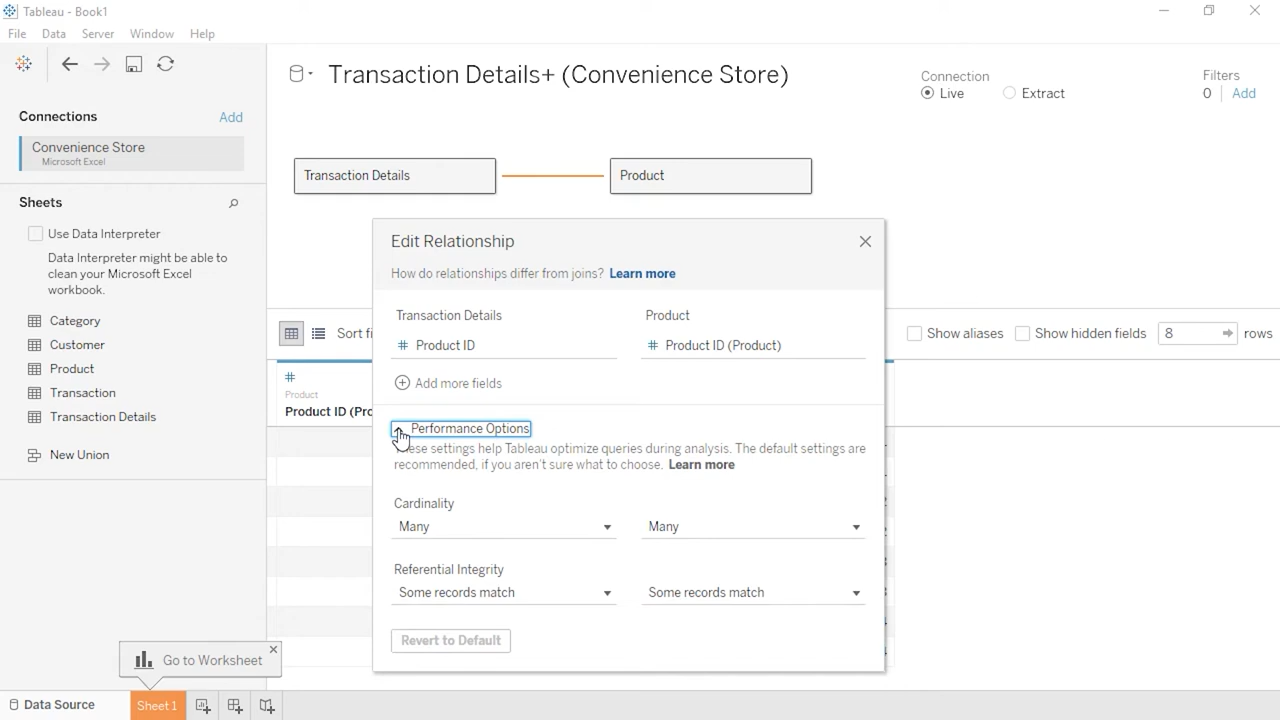 Tableau - Book1
File Data Server Window Help
Transaction Details+ (Convenience Store)
Connection
Live Extract
Filters
0 Add
Connections Add
Convenience Store
Microsoft Excel
Sheets
Use Data Interpreter
Data Interpreter might be able to
clean your Microsoft Excel
workbook.
Category
Customer
Product
Transaction
Transaction Details
New Union
Transaction Details Product
Edit Relationship
How do relationships differ from joins? Learn more
Transaction Details Product
Product ID Product ID (Product)
Add more fields
Performance Options
settings help Tableau optimize queries during analysis. The default settings are
recommended, if you aren't sure what to choose. Learn more
Cardinality
Many Many
Referential Integrity
Some records match Some records match
Revert to Default
Sort
Show aliases Show hidden fields 8 rows
Product
Product ID
Go to Worksheet
Data Source Sheet 1